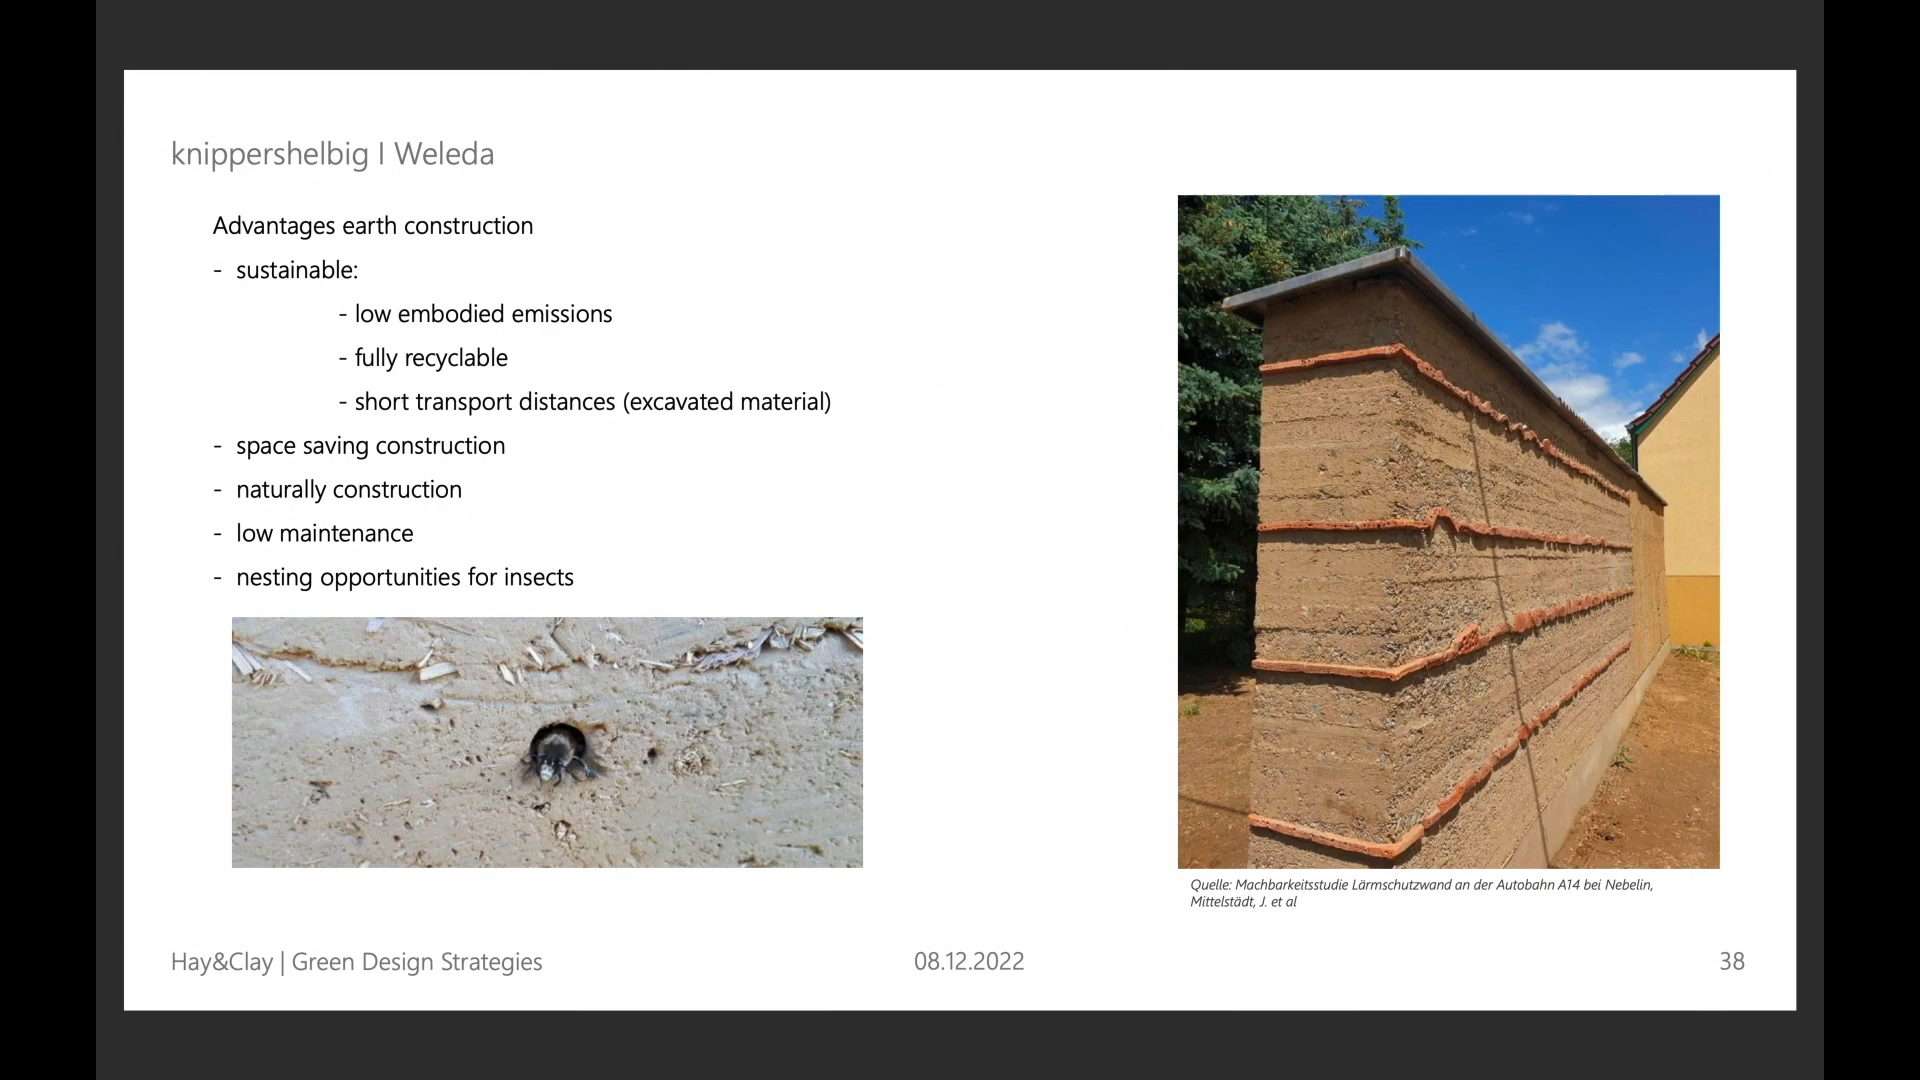 knippershelbig I Weleda
Advantages earth construction
- sustainable:
- low embodied emissions
- fully recyclable
- short transport distances (excavated material)
- space saving construction
- naturally construction
- low maintenance
- nesting opportunities for insects
Quelle: Machbarkeitsstudie Lärmschutzwand an der Autobahn A14 bei Nebelin,
Mittelstädt, J. et al
Hay&Clay | Green Design Strategies
08.12.2022
38